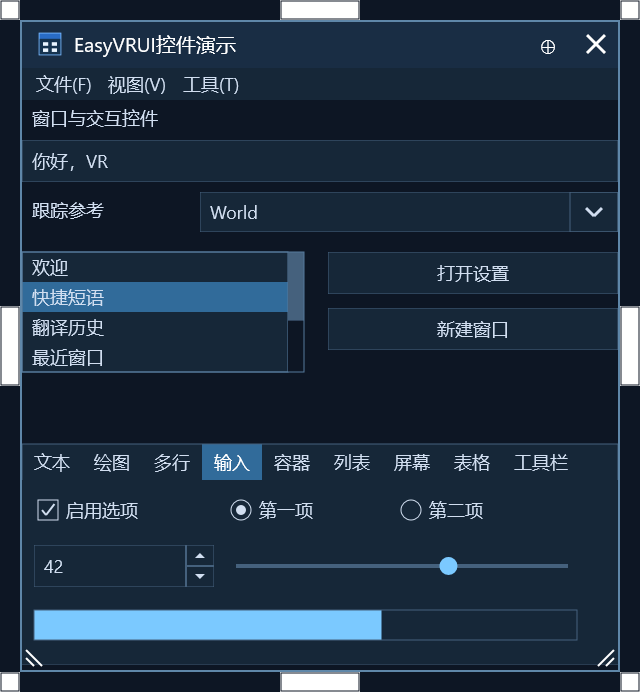 EasyVRUI控件演示
文件(F) 视图(V) 工具(T)
窗口与交互控件
你好，VR
跟踪参考 World
欢迎
快捷短语
翻译历史
最近窗口
打开设置
新建窗口
文本 绘图 多行 输入 容器 列表 屏幕 表格 工具栏
启用选项 第一项 第二项
42